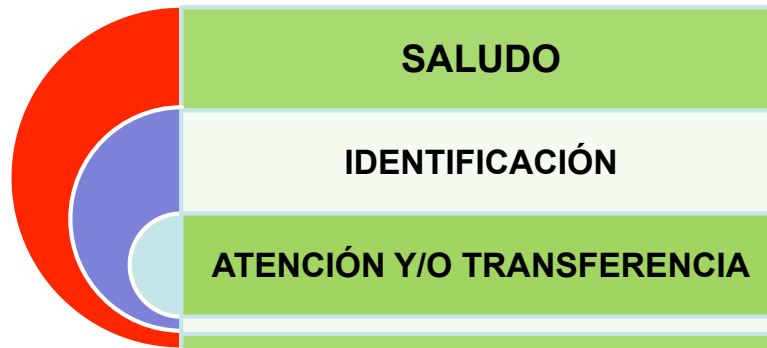 SALUDO
IDENTIFICACIÓN
ATENCIÓN Y/O TRANSFERENCIA